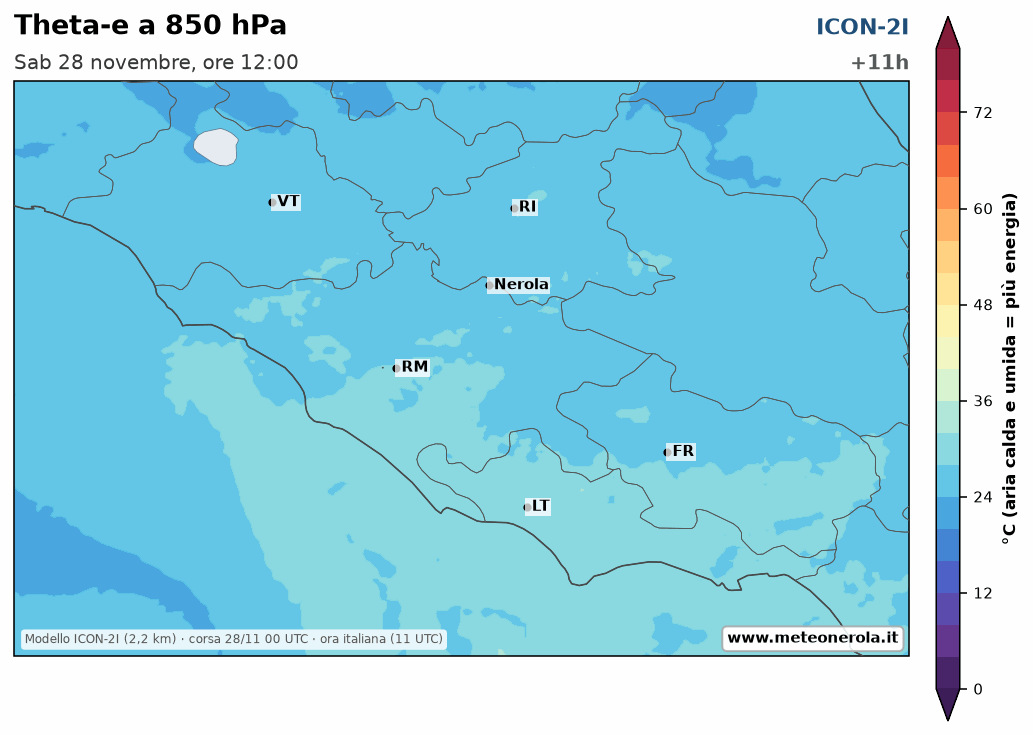 Theta-e a 850 hPa
ICON-2I
Sab 28 novembre, ore 12:00
+11h
VT
RI
Nerola
RM
FR
LT
Modello ICON-2I (2,2 km) · corsa 28/11 00 UTC · ora italiana (11 UTC)
www.meteonerola.it
72
60
48
36
24
12
0
°C (aria calda e umida = più energia)